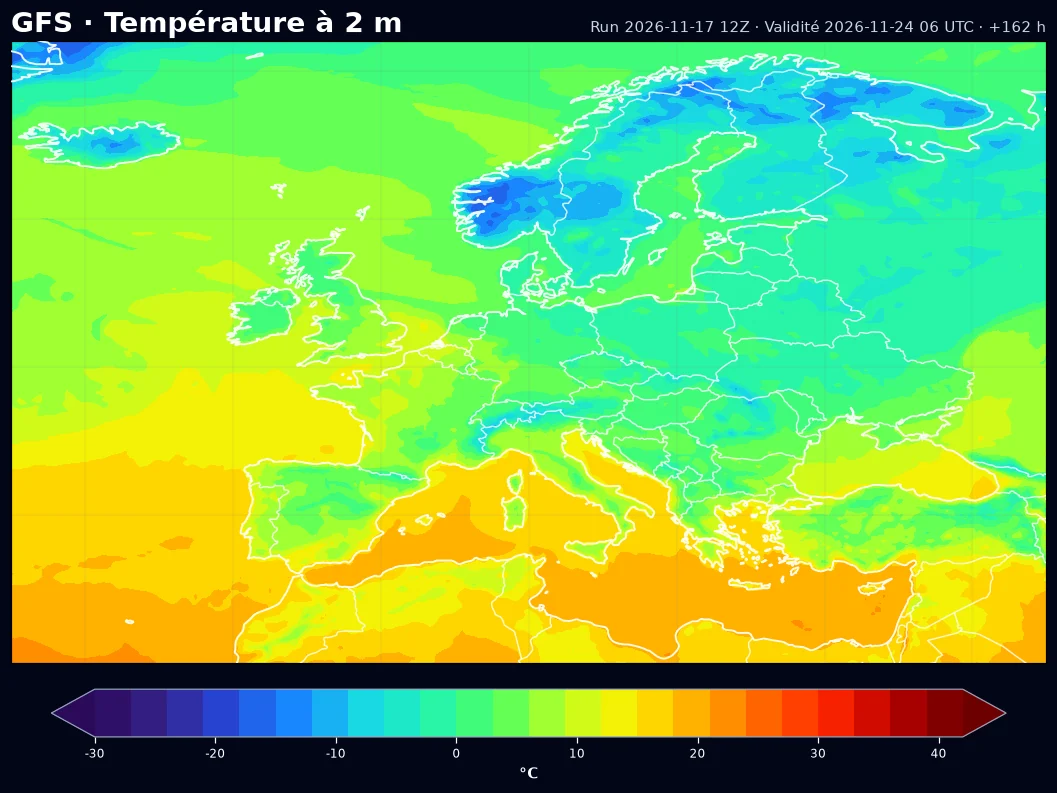 GFS · Température à 2 m
Run 2026-11-17 12Z · Validité 2026-11-24 06 UTC · +162 h
-30 -20 -10 0 10 20 30 40
°C